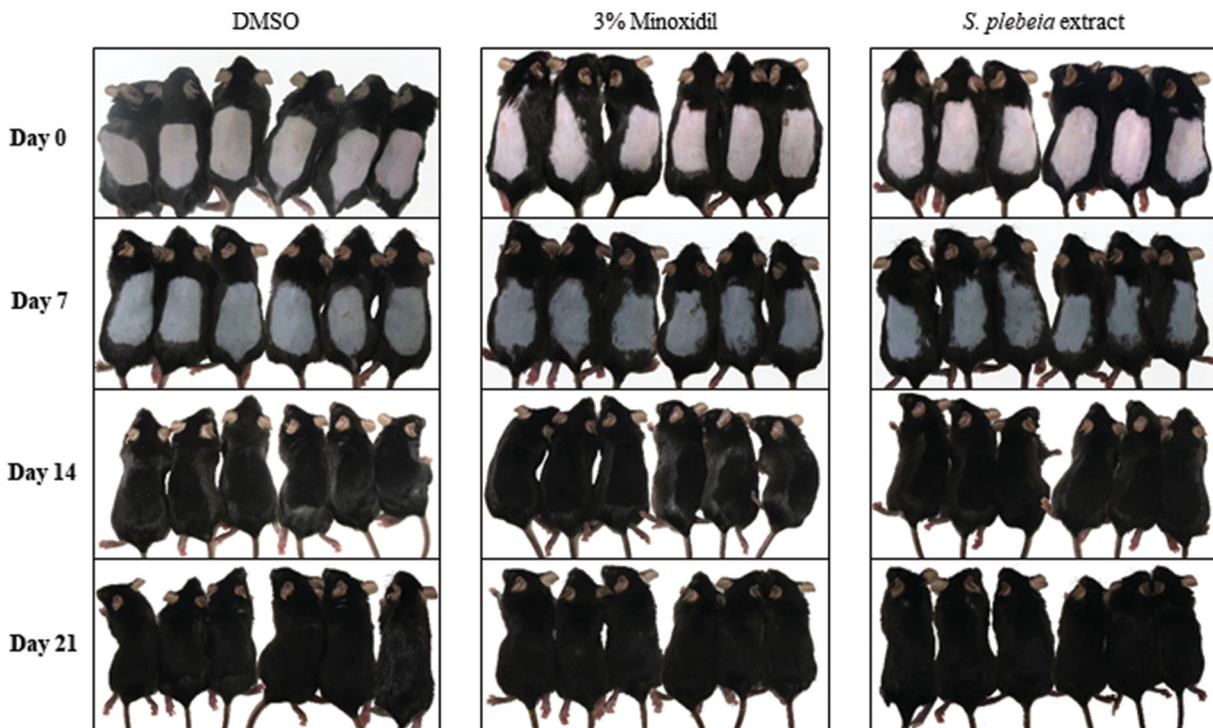 DMSO
3% Minoxidil
S. plebeia extract
Day 0
Day 7
Day 14
Day 21